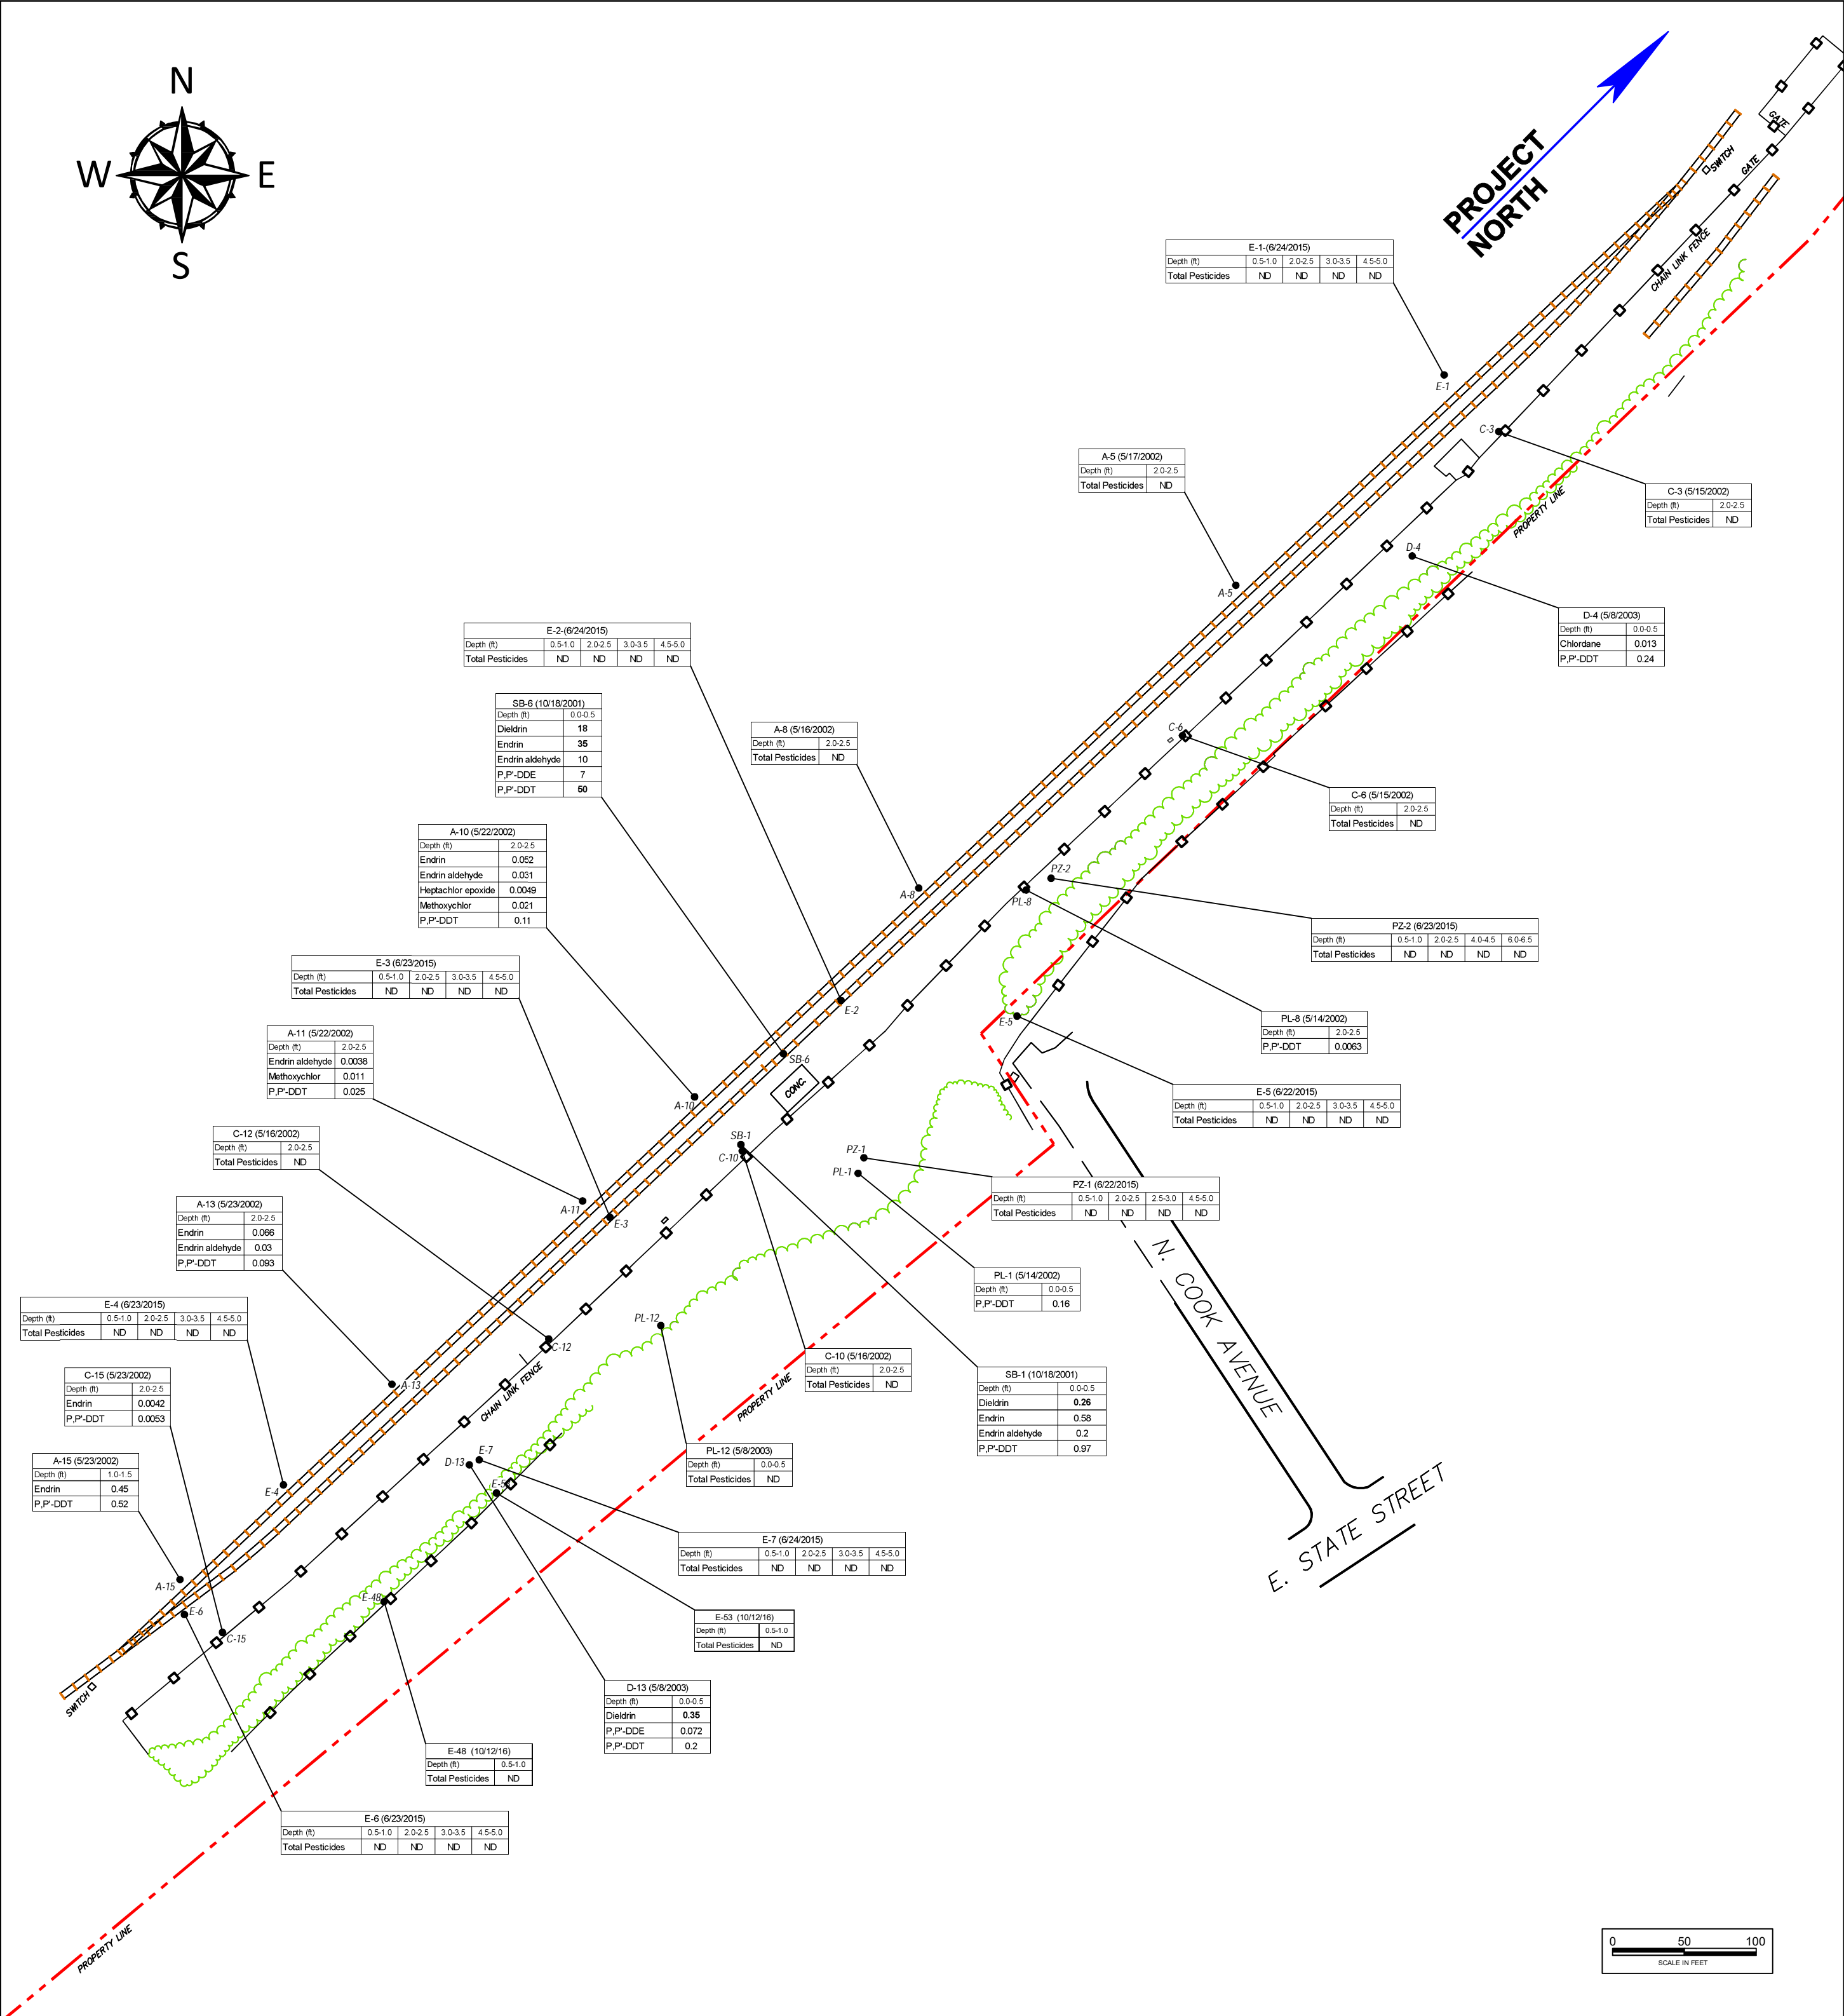 N
W E
S
PROJECT
NORTH
GATE
SWITCH
GATE
CHAIN LINK FENCE
E-1-(6/24/2015)
Depth (ft) 0.5-1.0 2.0-2.5 3.0-3.5 4.5-5.0
Total Pesticides ND ND ND ND
E-1
C-3
A-5 (5/17/2002)
Depth (ft) 2.0-2.5
Total Pesticides ND
C-3 (5/15/2002)
Depth (ft) 2.0-2.5
Total Pesticides ND
PROPERTY LINE
D-4
A-5
D-4 (5/8/2003)
Depth (ft) 0.0-0.5
Chlordane 0.013
P,P'-DDT 0.24
E-2-(6/24/2015)
Depth (ft) 0.5-1.0 2.0-2.5 3.0-3.5 4.5-5.0
Total Pesticides ND ND ND ND
SB-6 (10/18/2001)
Depth (ft) 0.0-0.5
Dieldrin 18
Endrin 35
Endrin aldehyde 10
P,P'-DDE 7
P,P'-DDT 50
A-8 (5/16/2002)
Depth (ft) 2.0-2.5
Total Pesticides ND
C-6
C-6 (5/15/2002)
Depth (ft) 2.0-2.5
Total Pesticides ND
A-10 (5/22/2002)
Depth (ft) 2.0-2.5
Endrin 0.052
Endrin aldehyde 0.031
Heptachlor epoxide 0.0049
Methoxychlor 0.021
P,P'-DDT 0.11
PZ-2
A-8
PL-8
PZ-2 (6/23/2015)
Depth (ft) 0.5-1.0 2.0-2.5 4.0-4.5 6.0-6.5
Total Pesticides ND ND ND ND
E-3 (6/23/2015)
Depth (ft) 0.5-1.0 2.0-2.5 3.0-3.5 4.5-5.0
Total Pesticides ND ND ND ND
E-2
E-5
PL-8 (5/14/2002)
Depth (ft) 2.0-2.5
P,P'-DDT 0.0063
A-11 (5/22/2002)
Depth (ft) 2.0-2.5
Endrin aldehyde 0.0038
Methoxychlor 0.011
P,P'-DDT 0.025
SB-6
CONC.
A-10
E-5 (6/22/2015)
Depth (ft) 0.5-1.0 2.0-2.5 3.0-3.5 4.5-5.0
Total Pesticides ND ND ND ND
C-12 (5/16/2002)
Depth (ft) 2.0-2.5
Total Pesticides ND
SB-1
C-10
PZ-1
PL-1
PZ-1 (6/22/2015)
Depth (ft) 0.5-1.0 2.0-2.5 2.5-3.0 4.5-5.0
Total Pesticides ND ND ND ND
A-13 (5/23/2002)
Depth (ft) 2.0-2.5
Endrin 0.066
Endrin aldehyde 0.03
P,P'-DDT 0.093
A-11
E-3
PL-1 (5/14/2002)
Depth (ft) 0.0-0.5
P,P'-DDT 0.16
N. COOK AVENUE
E-4 (6/23/2015)
Depth (ft) 0.5-1.0 2.0-2.5 3.0-3.5 4.5-5.0
Total Pesticides ND ND ND ND
PL-12
C-12
C-10 (5/16/2002)
Depth (ft) 2.0-2.5
Total Pesticides ND
C-15 (5/23/2002)
Depth (ft) 2.0-2.5
Endrin 0.0042
P,P'-DDT 0.0053
A-13
CHAIN LINK FENCE
PROPERTY LINE
SB-1 (10/18/2001)
Depth (ft) 0.0-0.5
Dieldrin 0.26
Endrin 0.58
Endrin aldehyde 0.2
P,P'-DDT 0.97
A-15 (5/23/2002)
Depth (ft) 1.0-1.5
Endrin 0.45
P,P'-DDT 0.52
E-7
D-13
PL-12 (5/8/2003)
Depth (ft) 0.0-0.5
Total Pesticides ND
E-4
E-5
E. STATE STREET
E-7 (6/24/2015)
Depth (ft) 0.5-1.0 2.0-2.5 3.0-3.5 4.5-5.0
Total Pesticides ND ND ND ND
A-15
E-6
E-48
C-15
E-53 (10/12/16)
Depth (ft) 0.5-1.0
Total Pesticides ND
SWITCH
D-13 (5/8/2003)
Depth (ft) 0.0-0.5
Dieldrin 0.35
P,P'-DDE 0.072
P,P'-DDT 0.2
E-48 (10/12/16)
Depth (ft) 0.5-1.0
Total Pesticides ND
E-6 (6/23/2015)
Depth (ft) 0.5-1.0 2.0-2.5 3.0-3.5 4.5-5.0
Total Pesticides ND ND ND ND
PROPERTY LINE
0 50 100
SCALE IN FEET